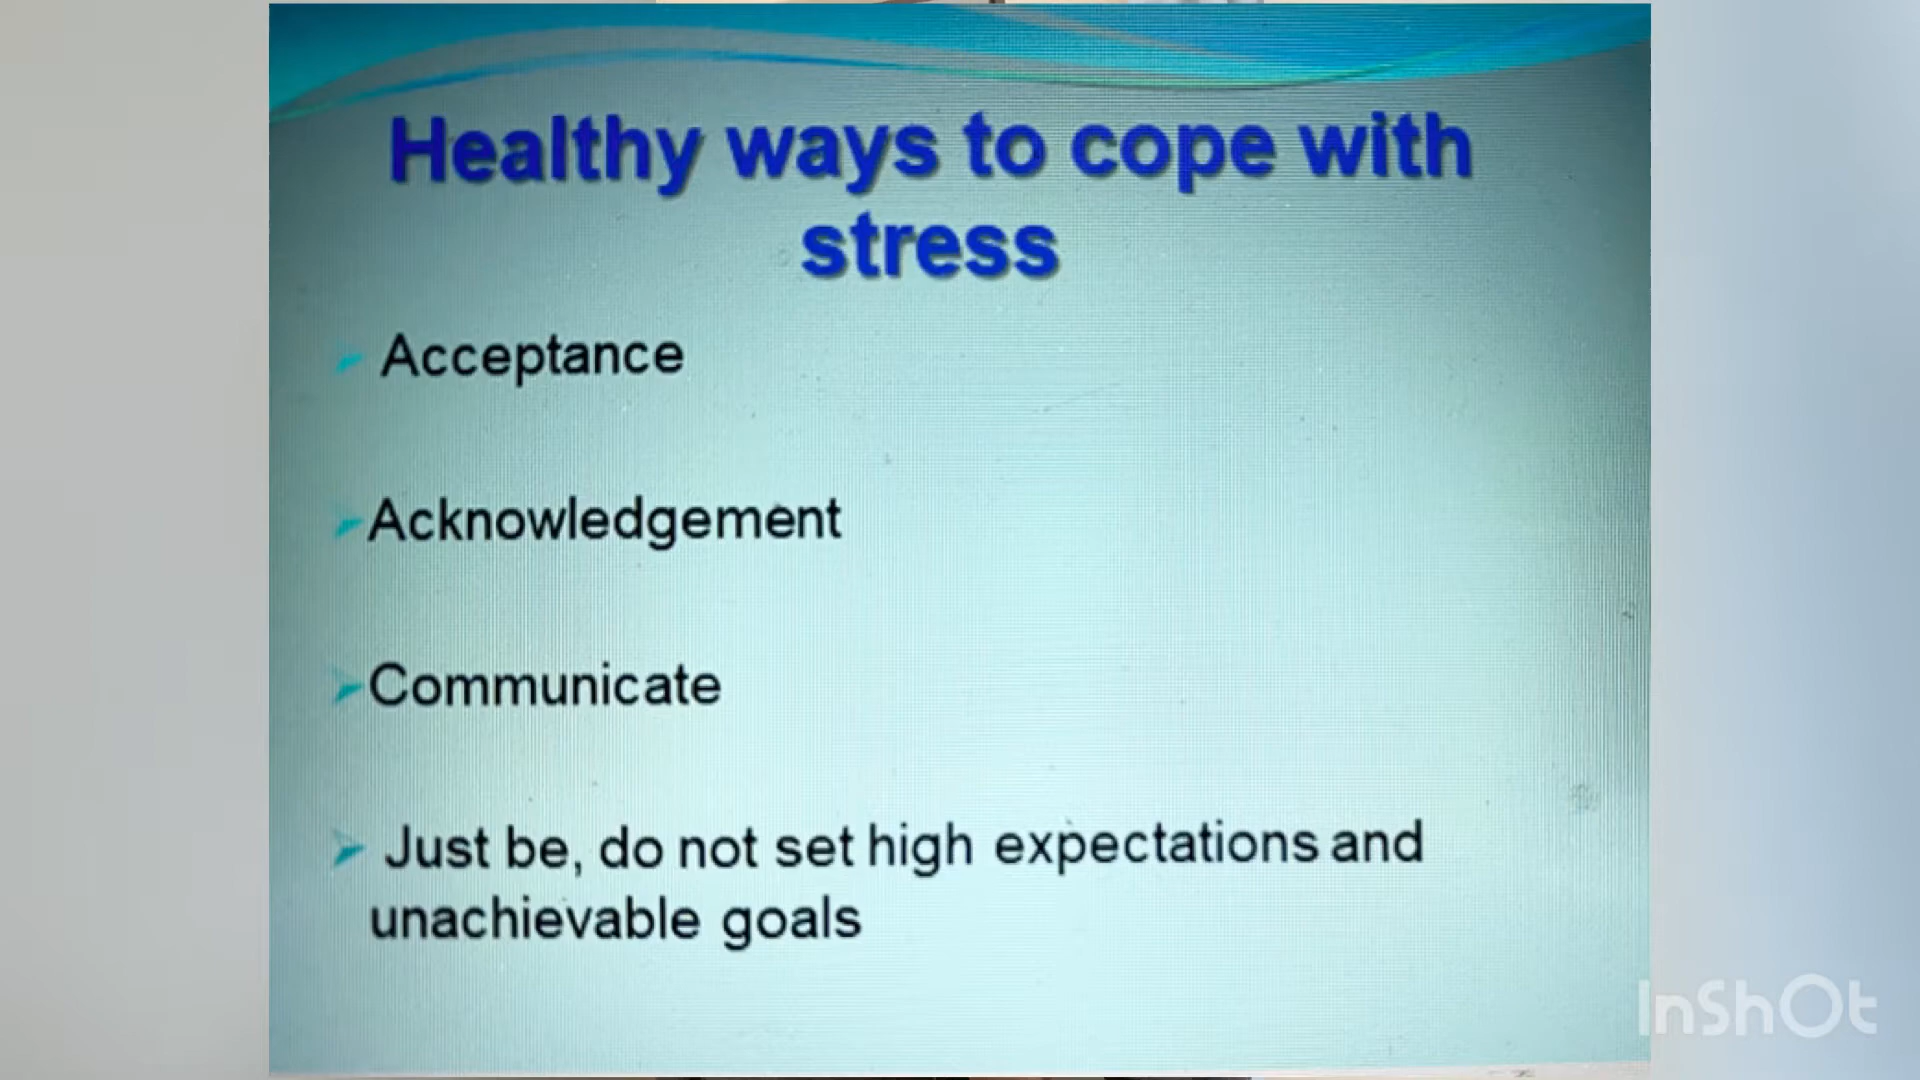 Healthy ways to cope with
stress
Acceptance
Acknowledgement
Communicate
Just be, do not set high expectations and
unachievable goals
InShOt